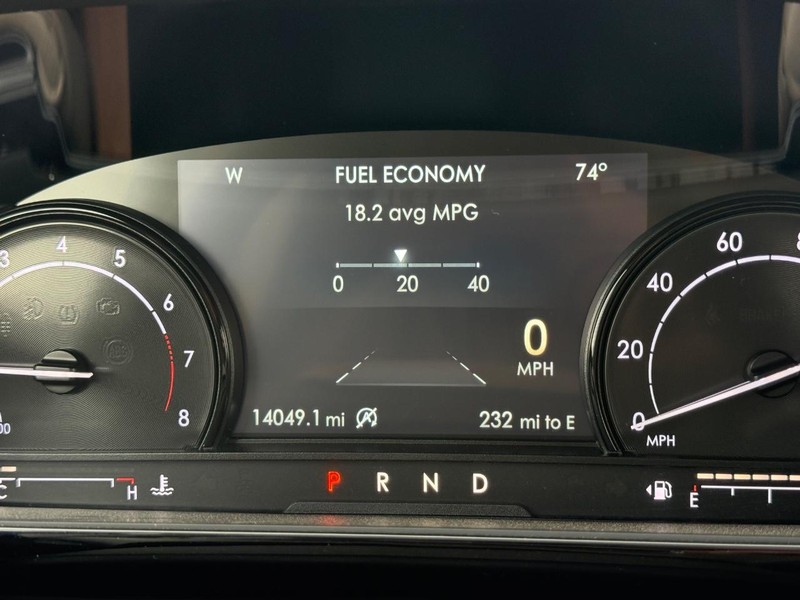 W FUEL ECONOMY 74°
18.2 avg MPG
0 20 40
0
MPH
14049.1 mi 232 mi to E
3 4 5 6 7 8
0 20 40 60
MPH
C H
P R N D
E